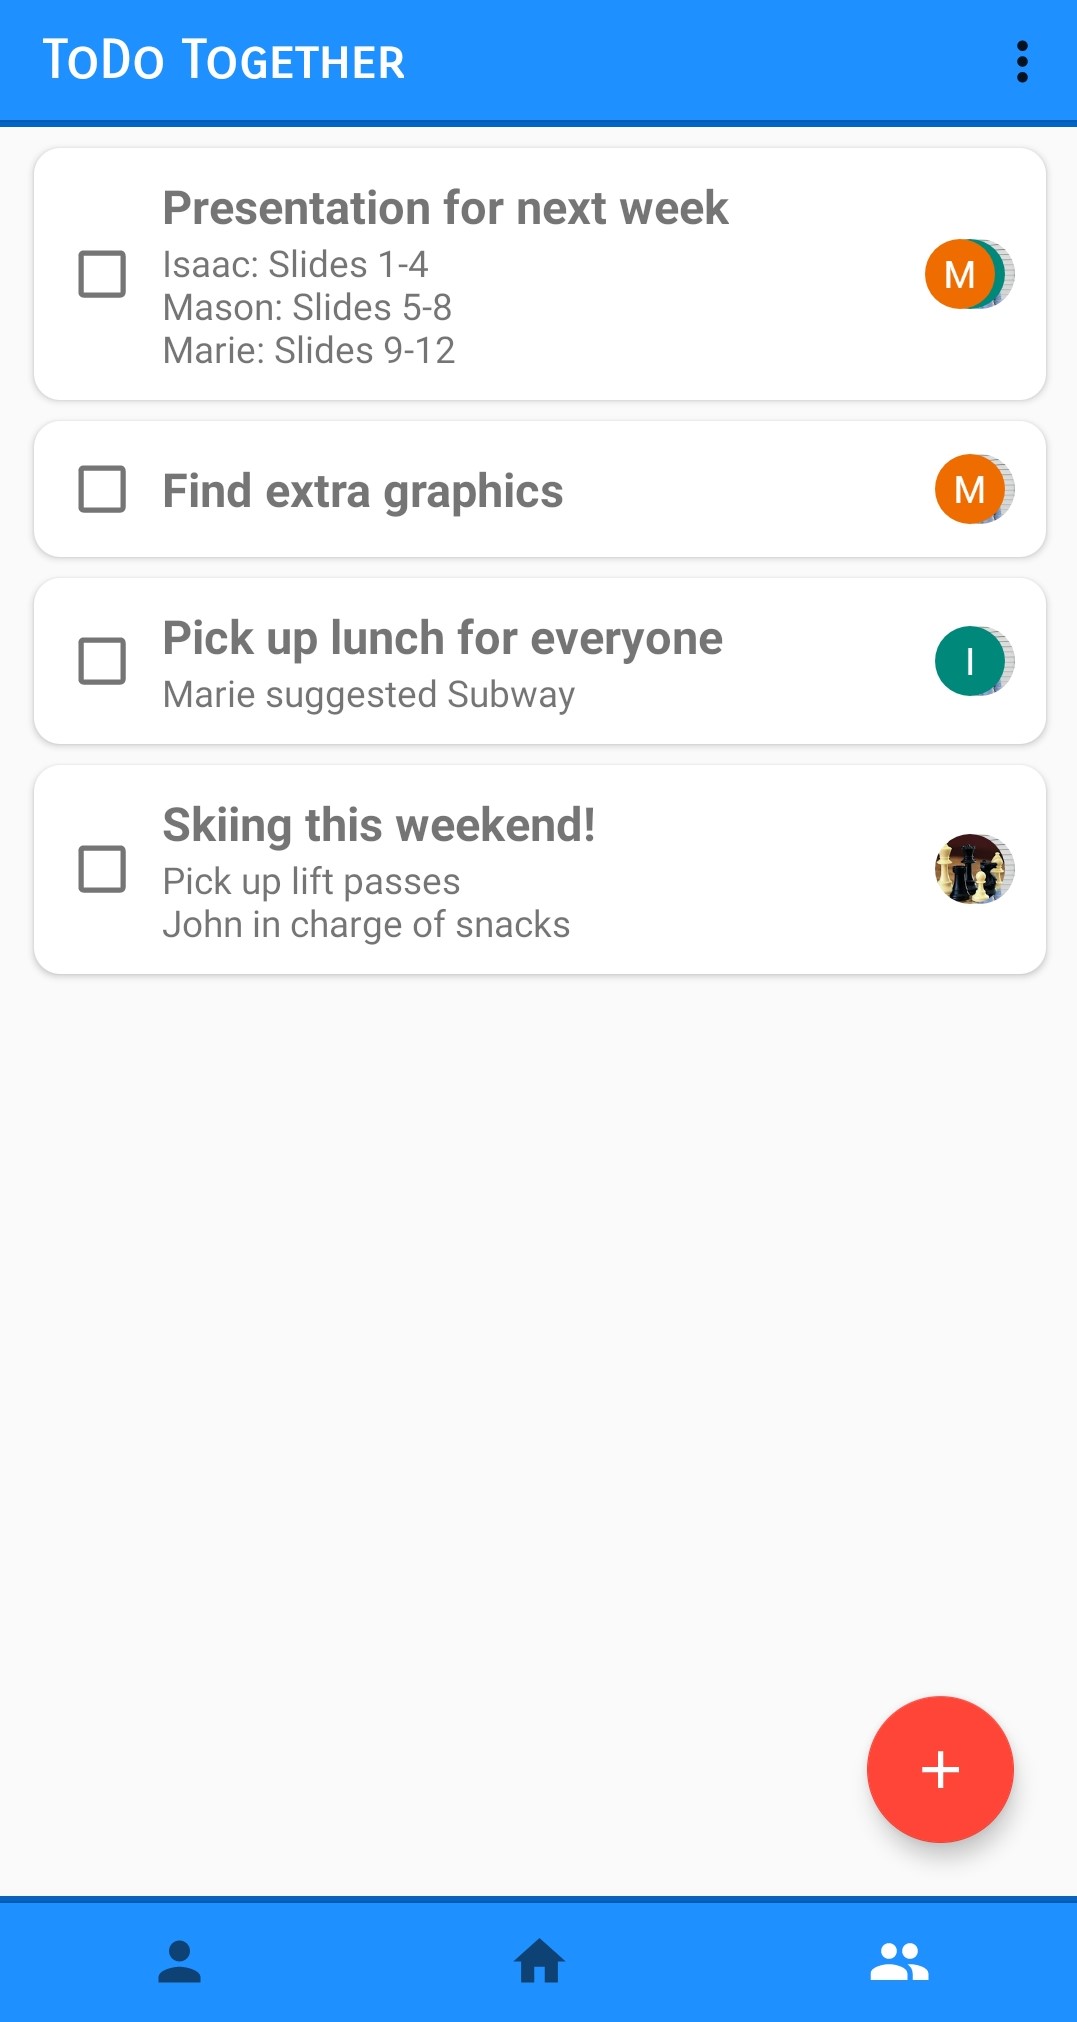 ToDo Together
Presentation for next week
Isaac: Slides 1-4
Mason: Slides 5-8
Marie: Slides 9-12
M
Find extra graphics
M
Pick up lunch for everyone
Marie suggested Subway
I
Skiing this weekend!
Pick up lift passes
John in charge of snacks